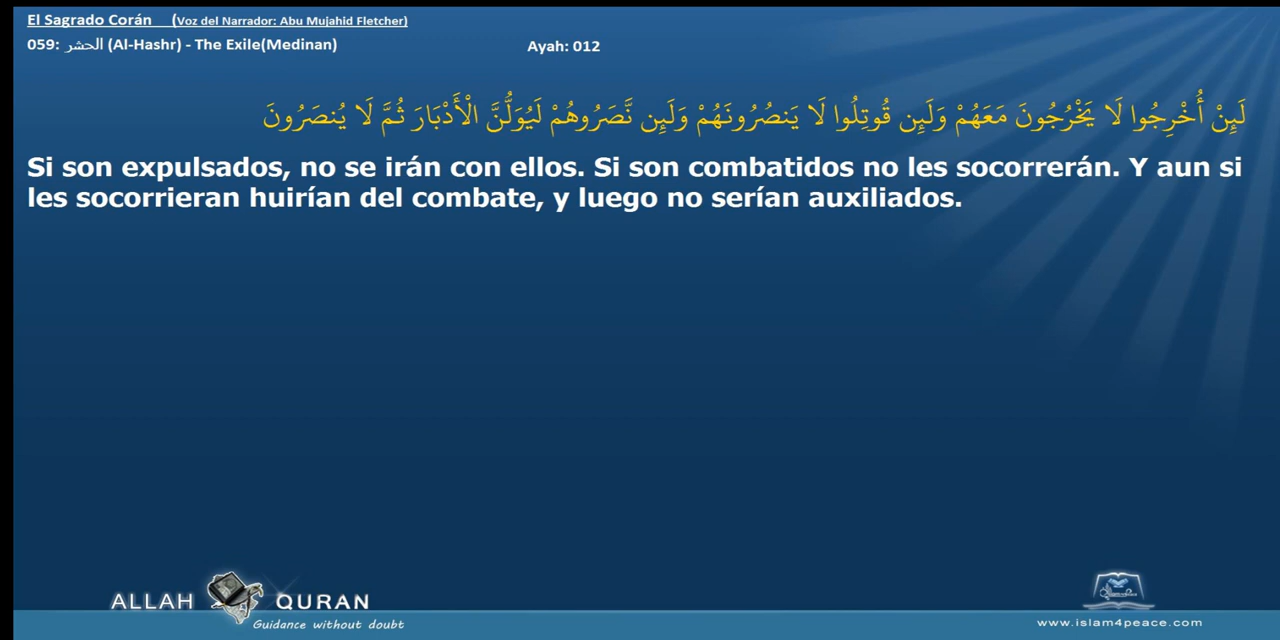 El Sagrado Corán (Voz del Narrador: Abu Mujahid Fletcher)
059: الحشر (Al-Hashr) - The Exile(Medinan)
Ayah: 012
لَئِنْ أُخْرِجُوا لَا يَخْرُجُونَ مَعَهُمْ وَلَئِن قُوتِلُوا لَا يَنصُرُونَهُمْ وَلَئِن نَّصَرُوهُمْ لَيُوَلُّنَّ الْأَدْبَارَ ثُمَّ لَا يُنصَرُونَ
Si son expulsados, no se irán con ellos. Si son combatidos no les socorrerán. Y aun si
les socorrieran huirían del combate, y luego no serían auxiliados.
ALLAH QURAN
Guidance without doubt
www.islam4peace.com